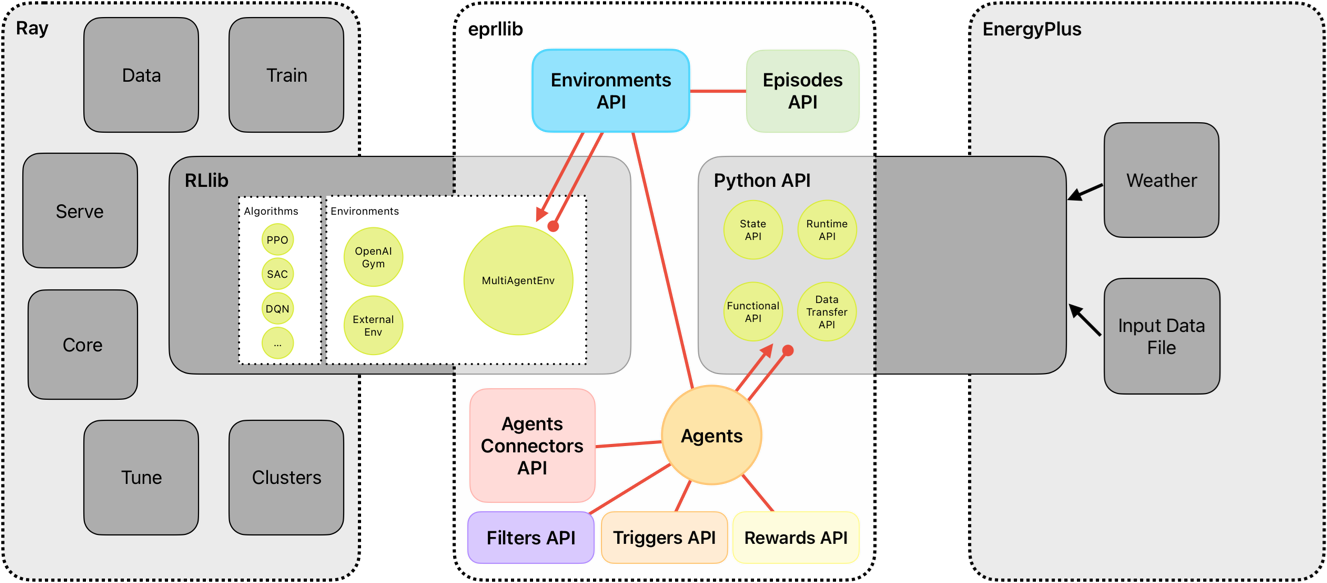 Ray
Data
Train
Serve
Core
Tune
Clusters
RLlib
Algorithms
PPO
SAC
DQN
...
Environments
OpenAI
Gym
External
Env
MultiAgentEnv
eprllib
Environments
API
Episodes
API
Python API
State
API
Runtime
API
Functional
API
Data
Transfer
API
Agents
Connectors
API
Agents
Filters API
Triggers API
Rewards API
EnergyPlus
Weather
Input Data
File